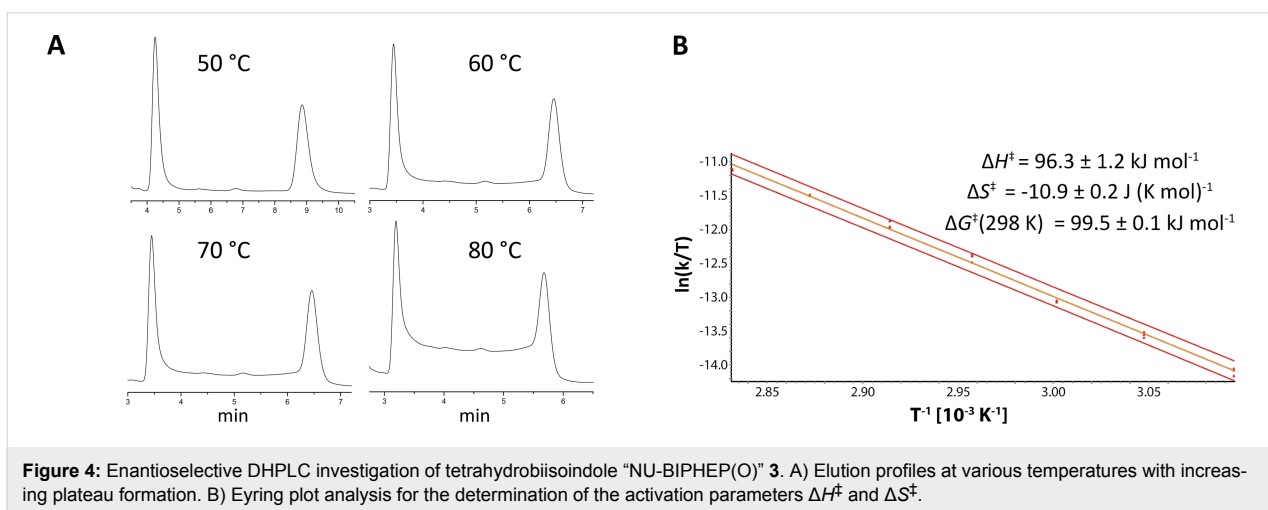 A
50 °C
60 °C
4 5 6 7 8 9 10
3 4 5 6 7
70 °C
80 °C
3 4 5 6 7
3 4 5 6
min
min
B
ΔH‡ = 96.3 ± 1.2 kJ mol-1
ΔS‡ = -10.9 ± 0.2 J (K mol)-1
ΔG‡(298 K) = 99.5 ± 0.1 kJ mol-1
ln(k/T)
-11.0
-11.5
-12.0
-12.5
-13.0
-13.5
-14.0
2.85 2.90 2.95 3.00 3.05
T-1 [10-3 K-1]
Figure 4: Enantioselective DHPLC investigation of tetrahydrobiisoindole “NU-BIPHEP(O)” 3. A) Elution profiles at various temperatures with increas-
ing plateau formation. B) Eyring plot analysis for the determination of the activation parameters ΔH‡ and ΔS‡.